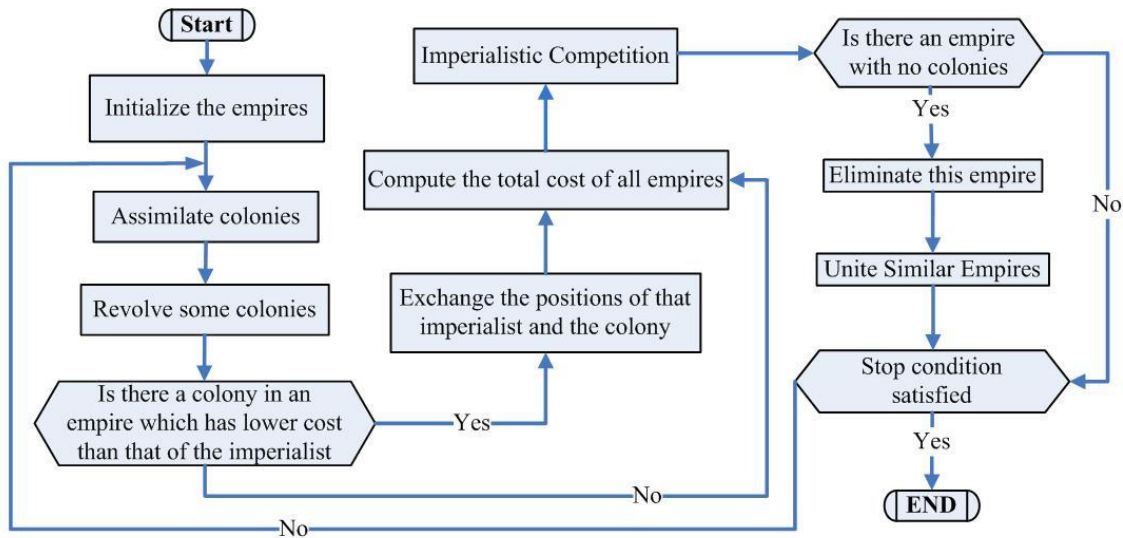 Start
Initialize the empires
Assimilate colonies
Revolve some colonies
Is there a colony in an
empire which has lower cost
than that of the imperialist
Yes
No
Exchange the positions of that
imperialist and the colony
Compute the total cost of all empires
Imperialistic Competition
Is there an empire
with no colonies
Yes
No
Eliminate this empire
Unite Similar Empires
Stop condition
satisfied
Yes
No
END